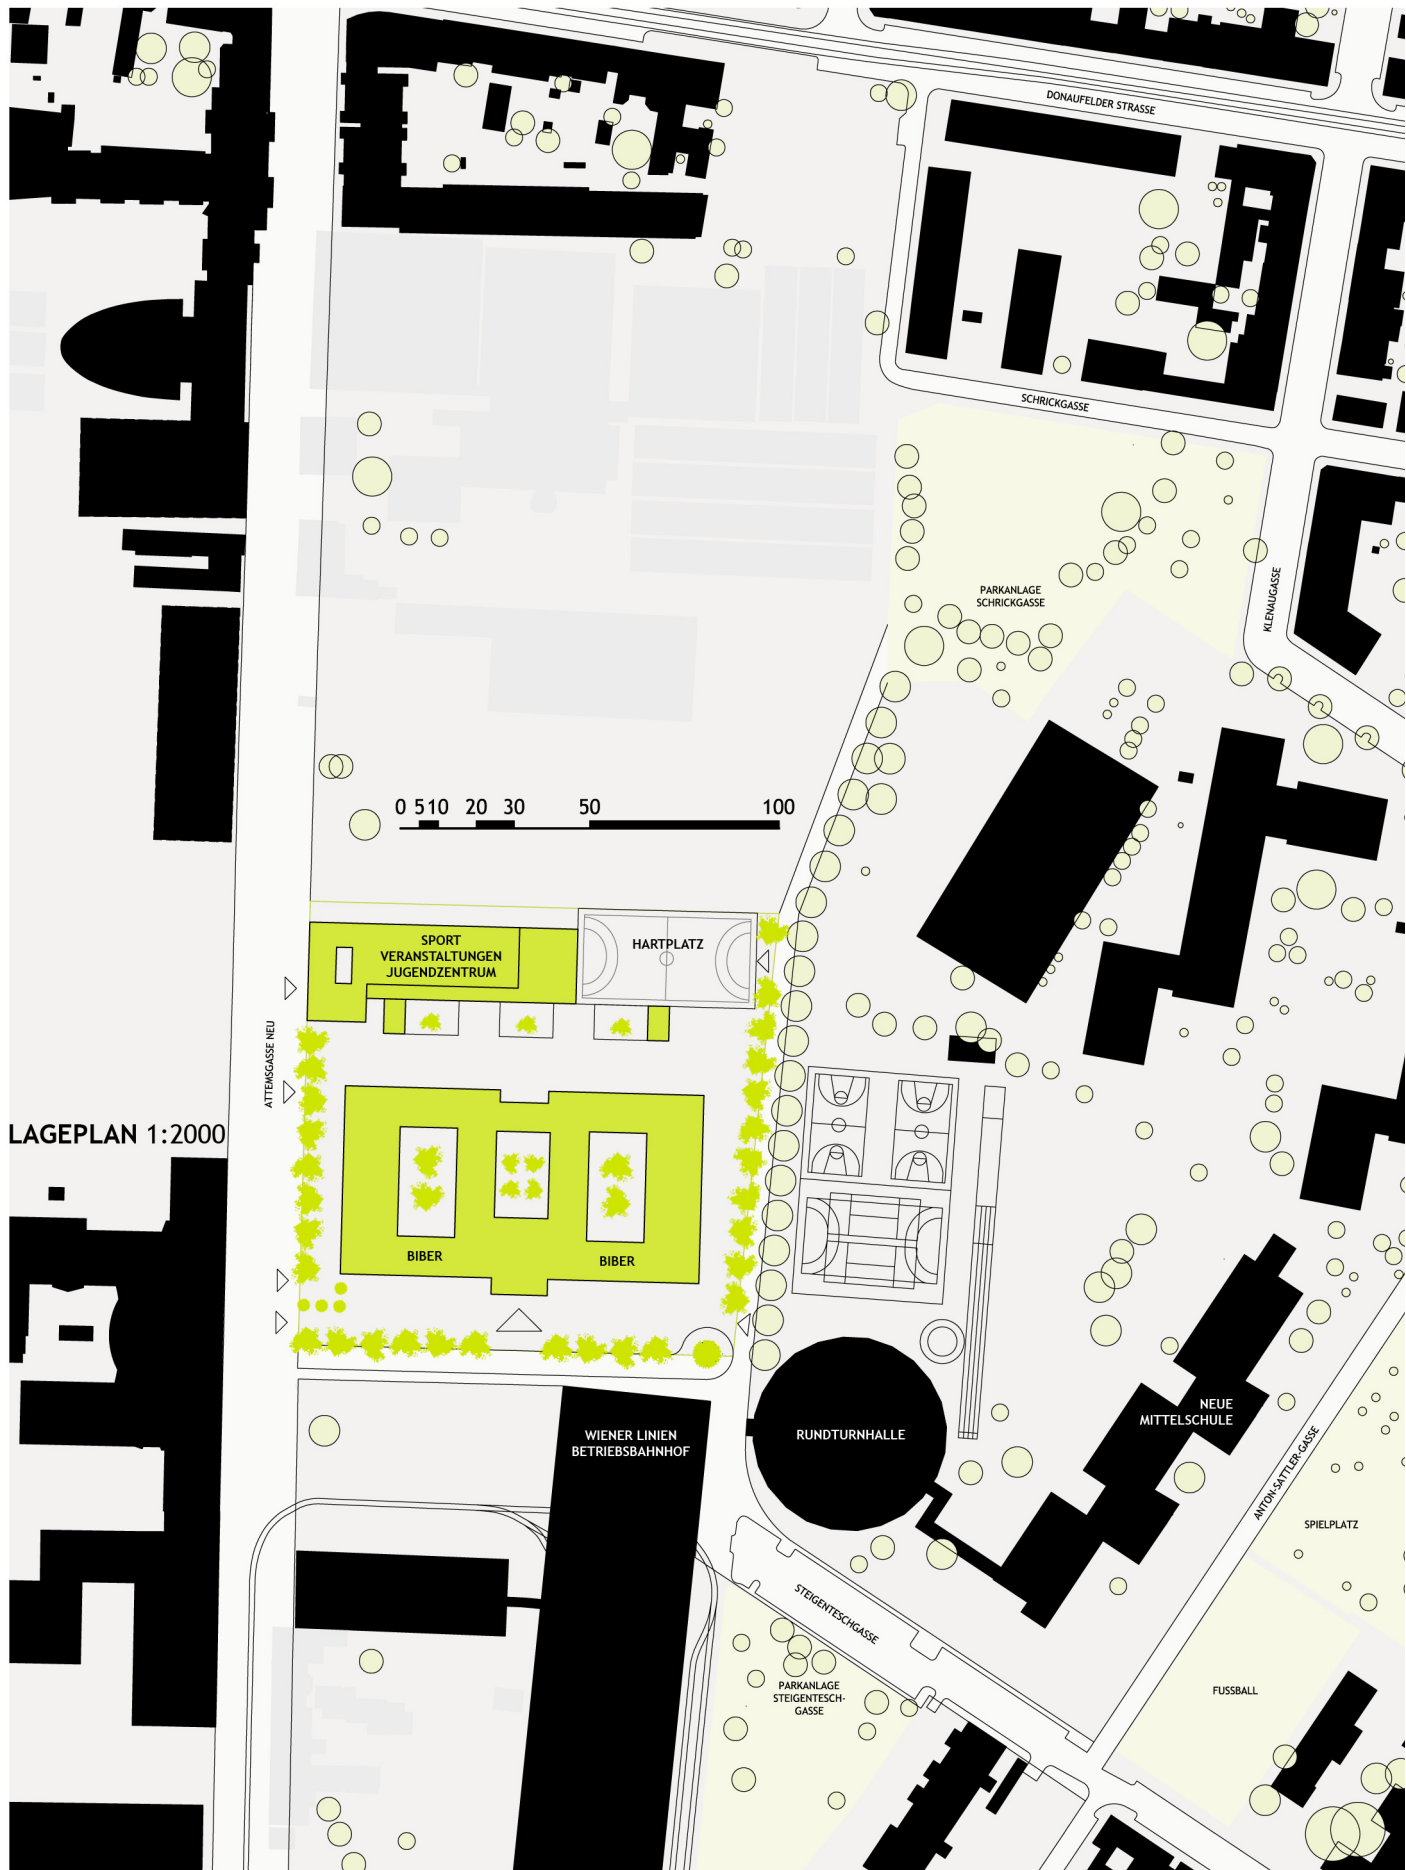 DONAUFELDER STRASSE
SCHRICKGASSE
PARKANLAGE
SCHRICKGASSE
KLENAUGASSE
0 5 10 20 30 50 100
SPORT
VERANSTALTUNGEN
JUGENDZENTRUM
HARTPLATZ
ATTEMSGASSE NEU
LAGEPLAN 1:2000
BIBER
BIBER
WIENER LINIEN
BETRIEBSBAHNHOF
RUNDTURNHALLE
NEUE
MITTELSCHULE
ANTON-SATTLER-GASSE
SPIELPLATZ
STEIGENTESCHGASSE
PARKANLAGE
STEIGENTESCH-
GASSE
FUSSBALL